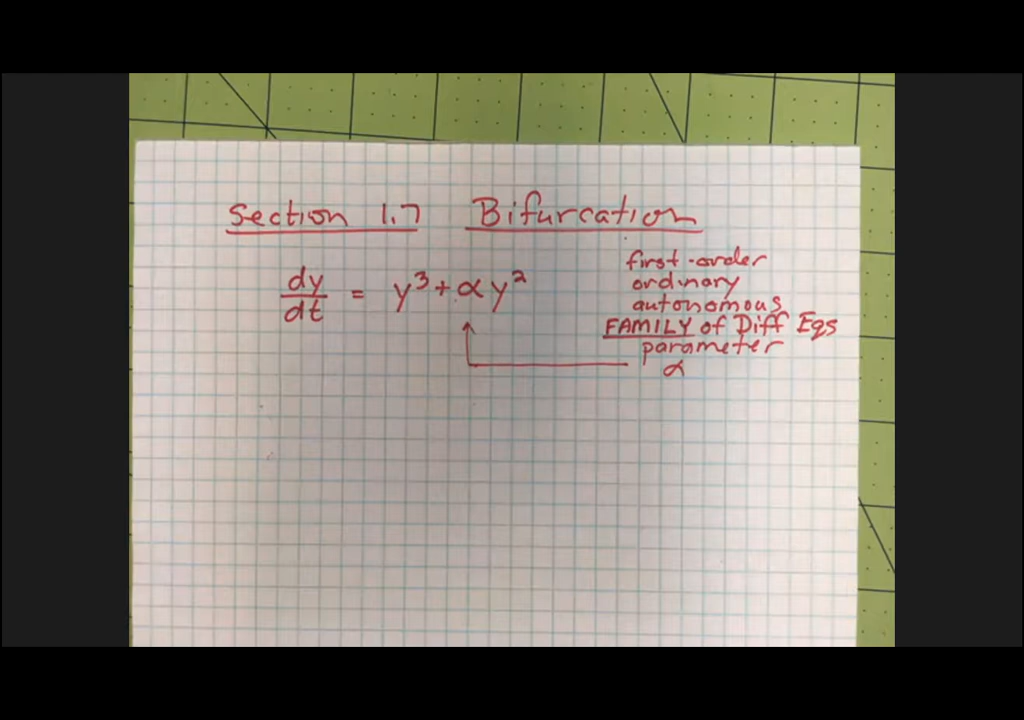 Section 1.7 Bifurcation
dy/dt = y³ + αy²
first-order
ordinary
autonomous
FAMILY of Diff Eqs
parameter
α